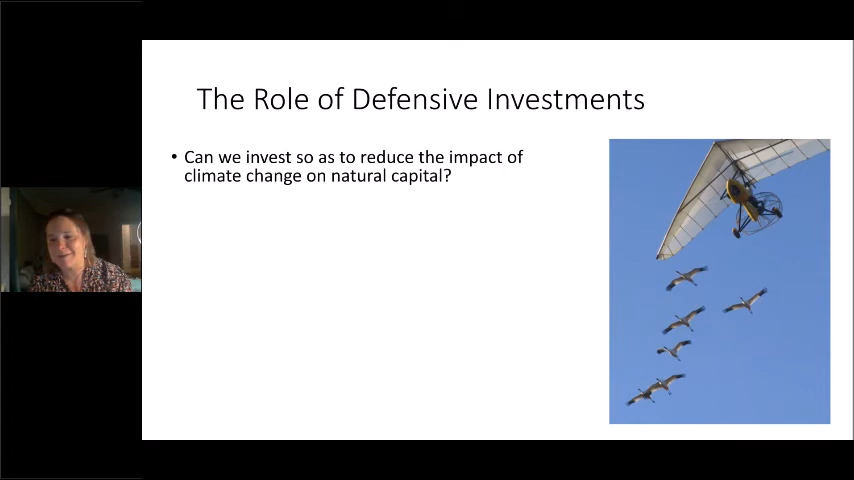 The Role of Defensive Investments
• Can we invest so as to reduce the impact of
climate change on natural capital?